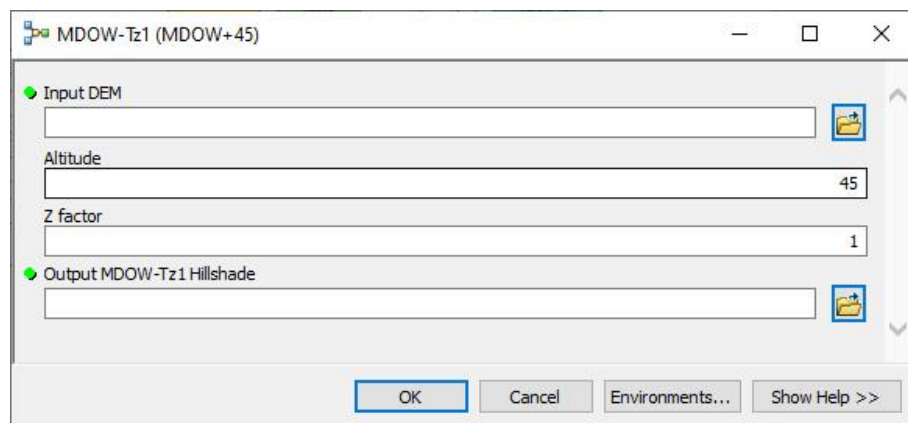 MDOW-Tz1 (MDOW+45)
Input DEM
Altitude
45
Z factor
1
Output MDOW-Tz1 Hillshade
OK Cancel Environments... Show Help >>